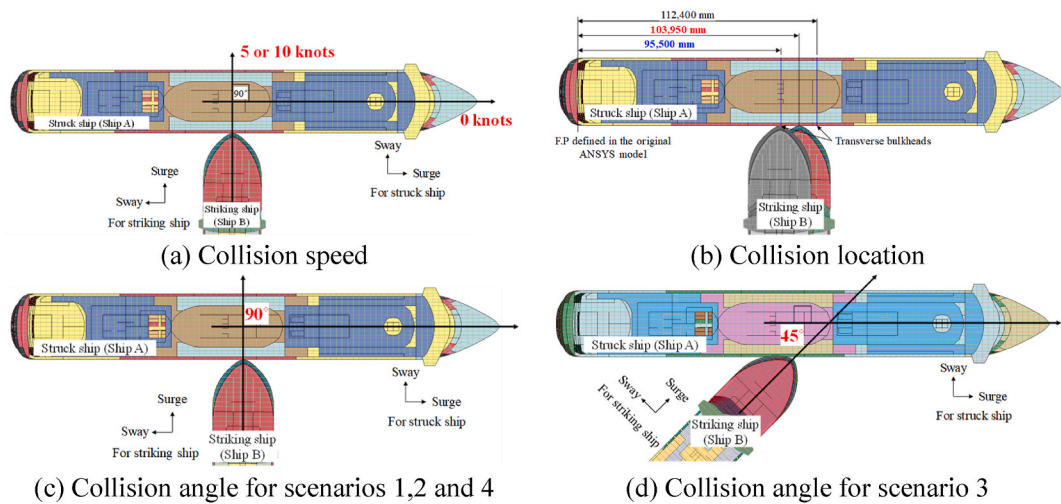 5 or 10 knots
90°
0 knots
Struck ship (Ship A)
Sway
Surge
For struck ship
Surge
Sway
For striking ship
Striking ship
(Ship B)
(a) Collision speed
112,400 mm
103,950 mm
95,500 mm
Struck ship (Ship A)
F.P defined in the original
ANSYS model
Transverse bulkheads
Striking ship
(Ship B)
(b) Collision location
90°
Struck ship (Ship A)
Sway
Surge
For struck ship
Surge
Sway
For striking ship
Striking ship
(Ship B)
(c) Collision angle for scenarios 1,2 and 4
45°
Struck ship (Ship A)
Sway
Surge
For striking ship
Sway
Surge
For struck ship
Striking ship
(Ship B)
(d) Collision angle for scenario 3